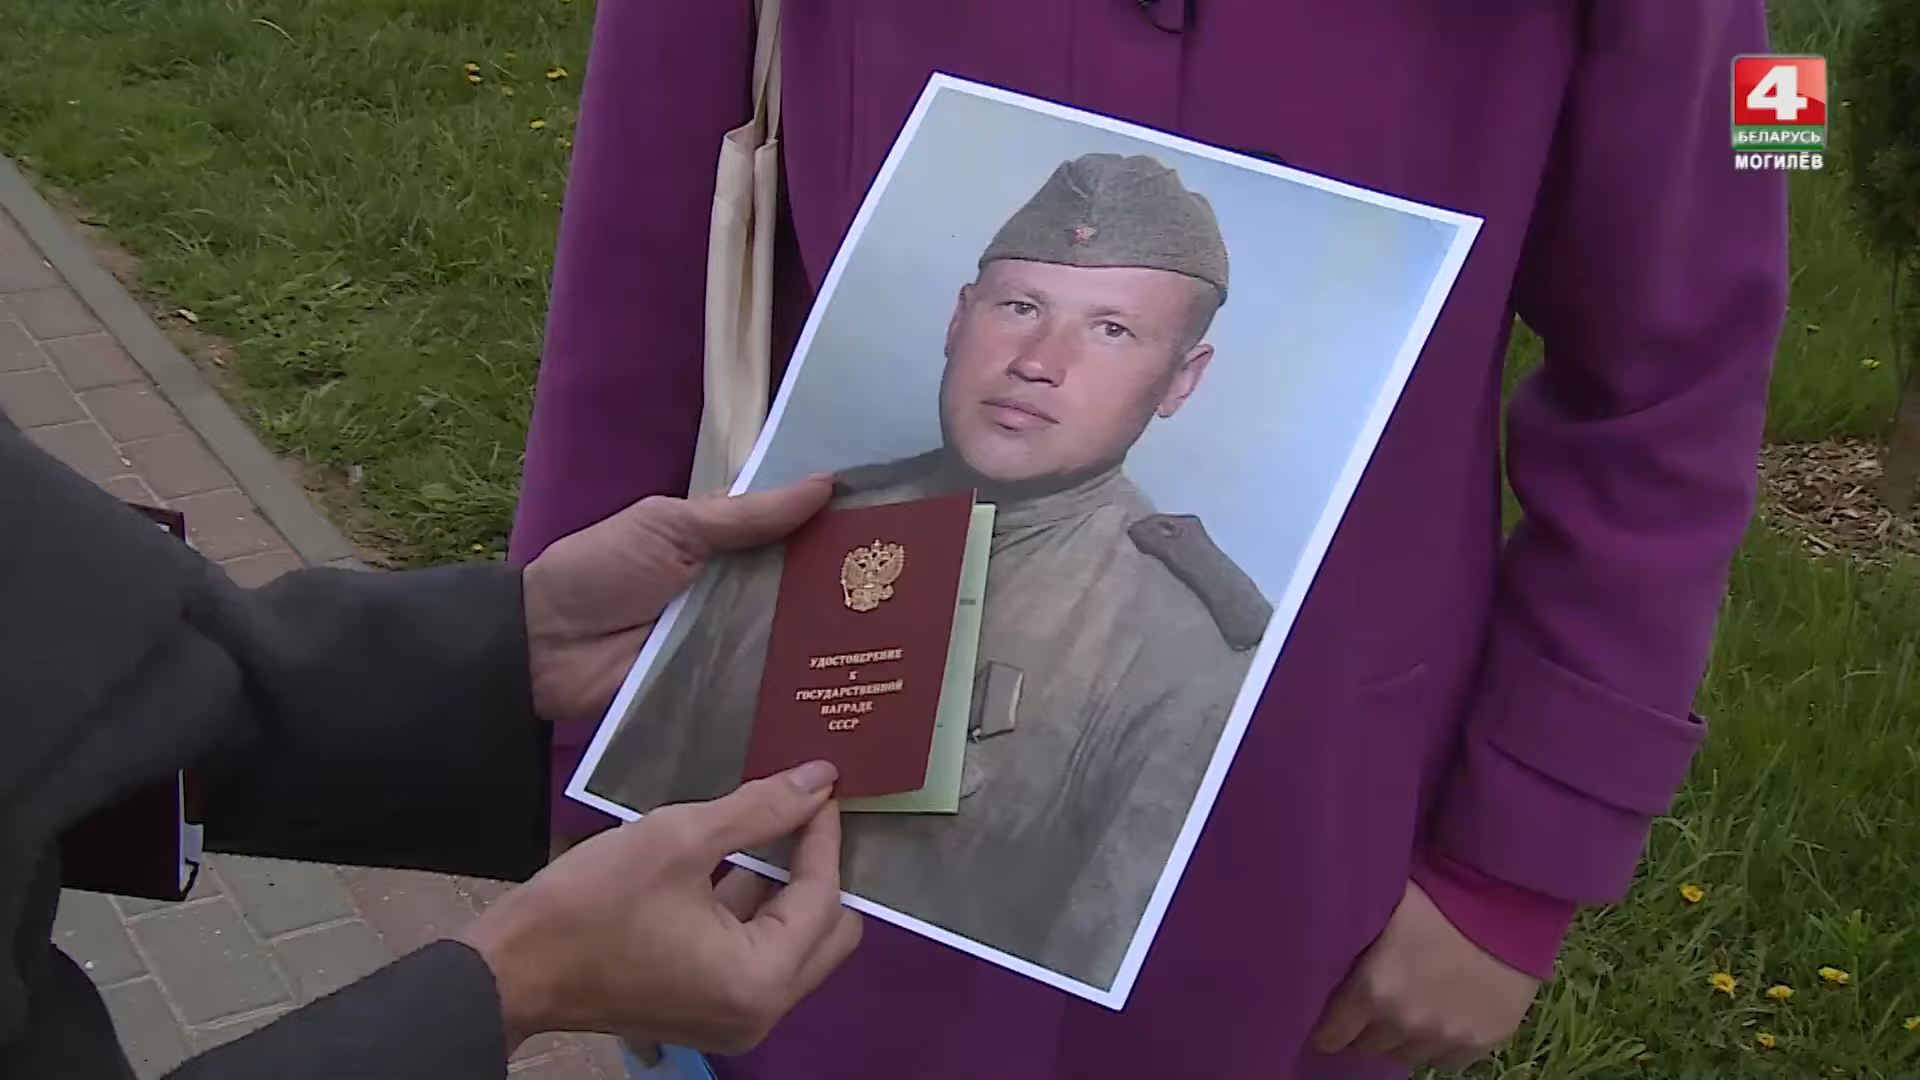 4
БЕЛАРУСЬ
МОГИЛЁВ
УДОСТОВЕРЕНИЕ
К
ГОСУДАРСТВЕННОЙ
НАГРАДЕ
СССР